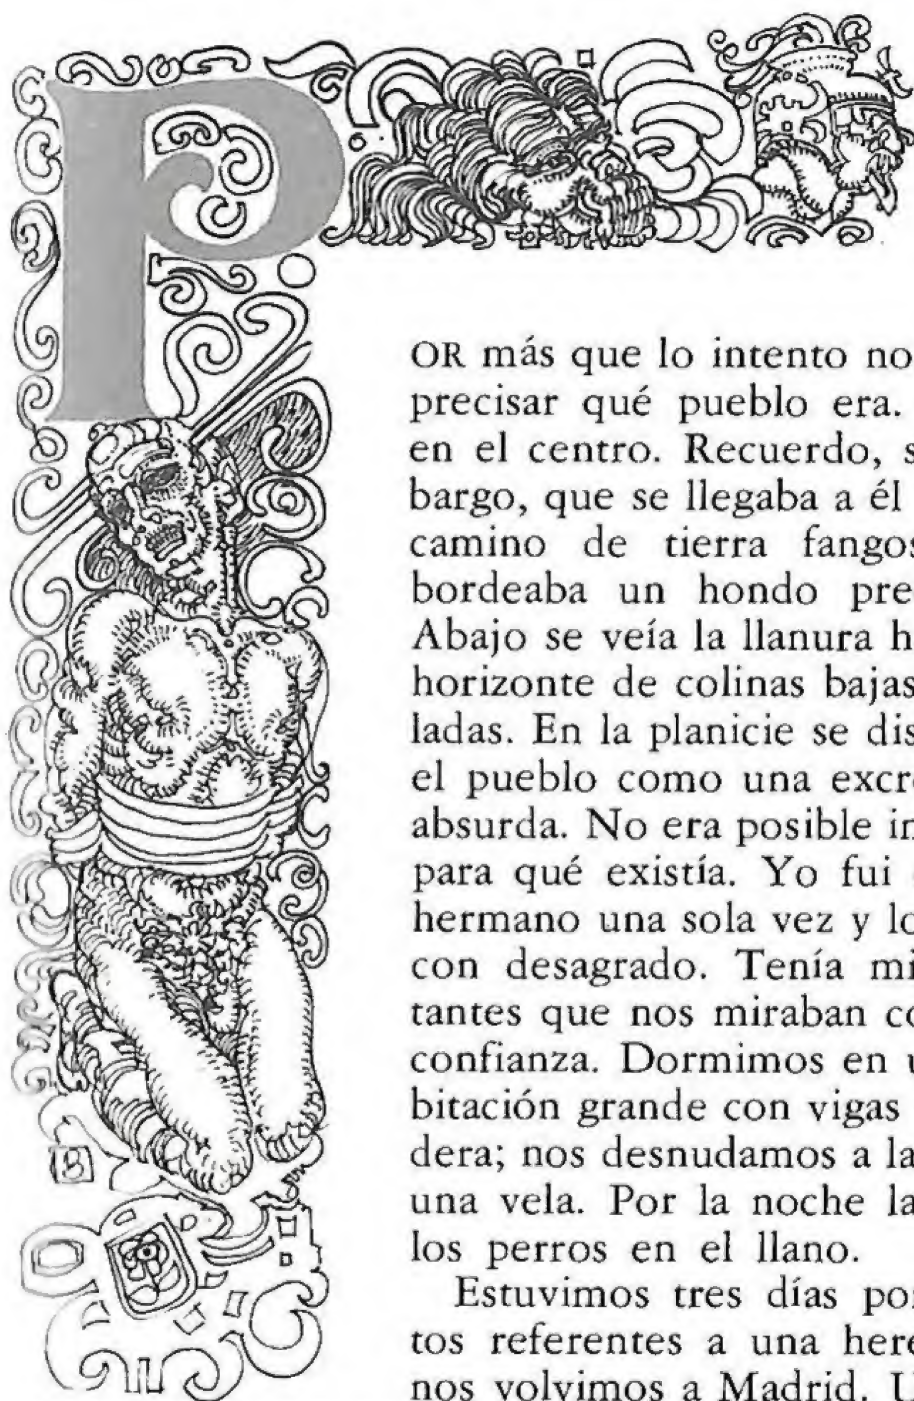 POR más que lo intento no
precisar qué pueblo era.
en el centro. Recuerdo, s
bargo, que se llegaba a él
camino de tierra fangos
bordeaba un hondo pre
Abajo se veía la llanura h
horizonte de colinas bajas
ladas. En la planicie se dis
el pueblo como una excr
absurda. No era posible i
para qué existía. Yo fui
hermano una sola vez y lo
con desagrado. Tenía mi
tantes que nos miraban co
confianza. Dormimos en u
bitación grande con vigas
dera; nos desnudamos a la
una vela. Por la noche la
los perros en el llano.
Estuvimos tres días por
tos referentes a una here
nos volvimos a Madrid. U
B